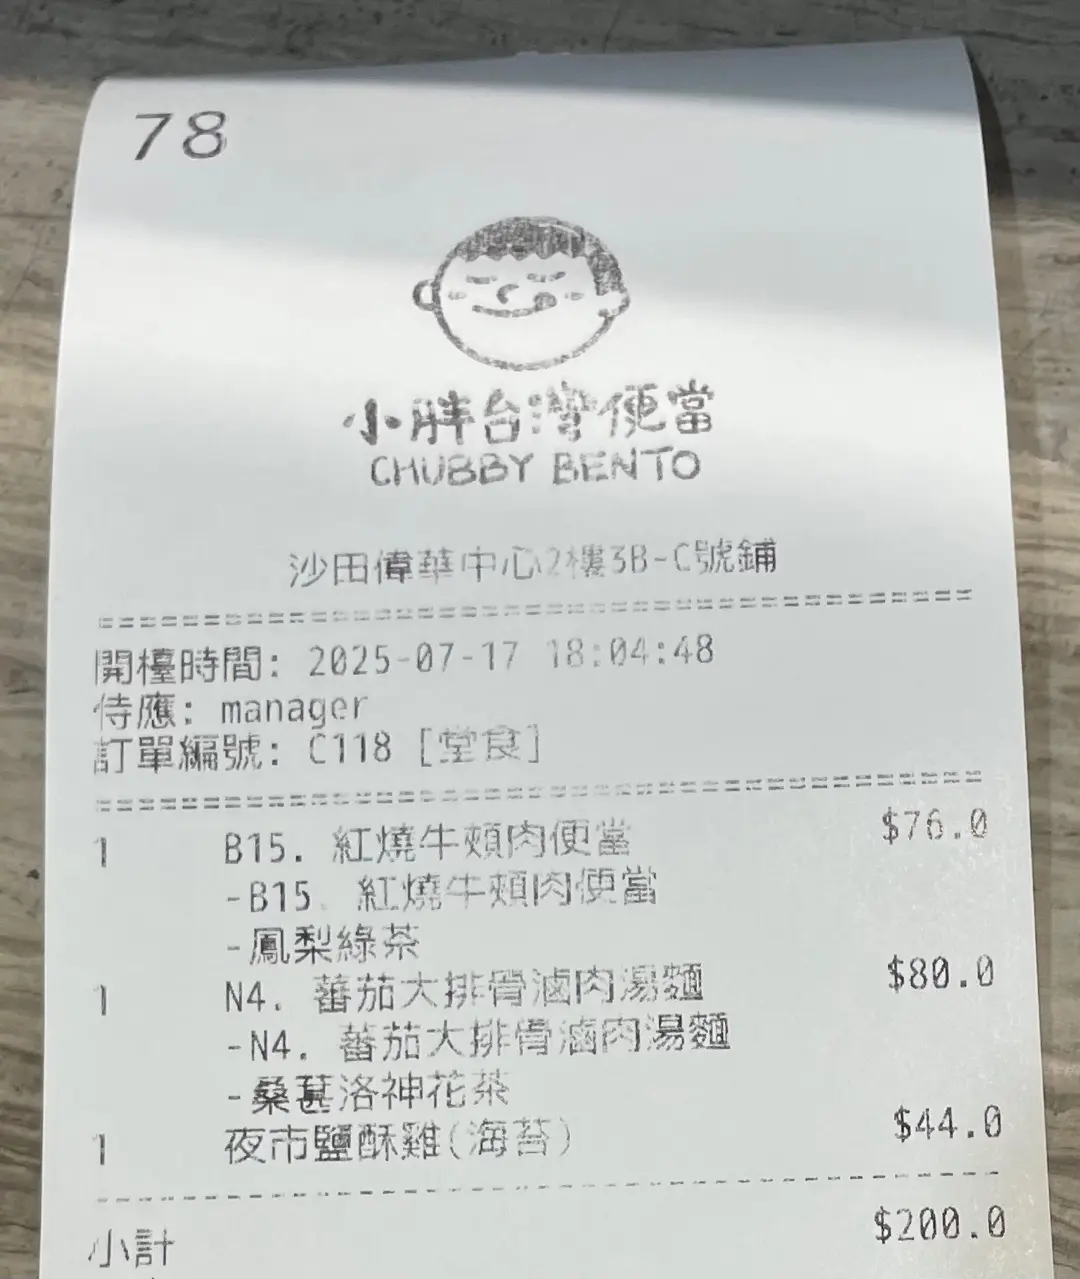 78
小胖台灣便當
CHUBBY BENTO
沙田偉華中心2樓3B-C號鋪
開檯時間: 2025-07-17 18:04:48
侍應: manager
訂單編號: C118 [堂食]
1 B15. 紅燒牛頰肉便當 $76.0
-B15. 紅燒牛頰肉便當
-鳳梨綠茶
1 N4. 蕃茄大排骨滷肉湯麵 $80.0
-N4. 蕃茄大排骨滷肉湯麵
-桑葚洛神花茶
1 夜市鹽酥雞(海苔) $44.0
小計 $200.0